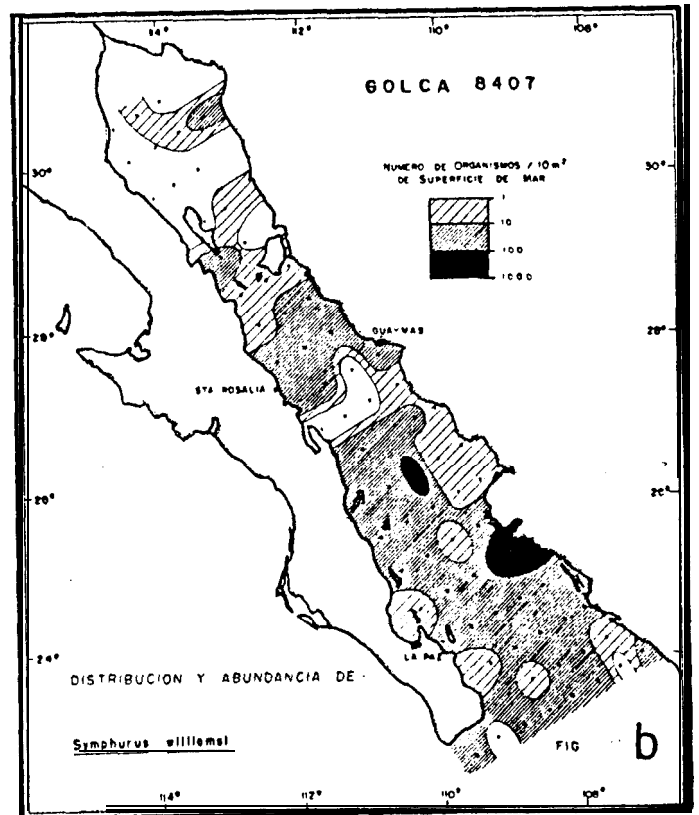 114° 112° 110° 108°
GOLCA 8407
30° 30°
NUMERO DE ORGANISMOS / 10 m²
DE SUPERFICIE DE MAR
1
10
100
1000
GUAYMAS
28° 28°
STA ROSALIA
26° 26°
LA PAZ
24°
DISTRIBUCION Y ABUNDANCIA DE
Symphurus williamsi
FIG b
114° 112° 110° 108°